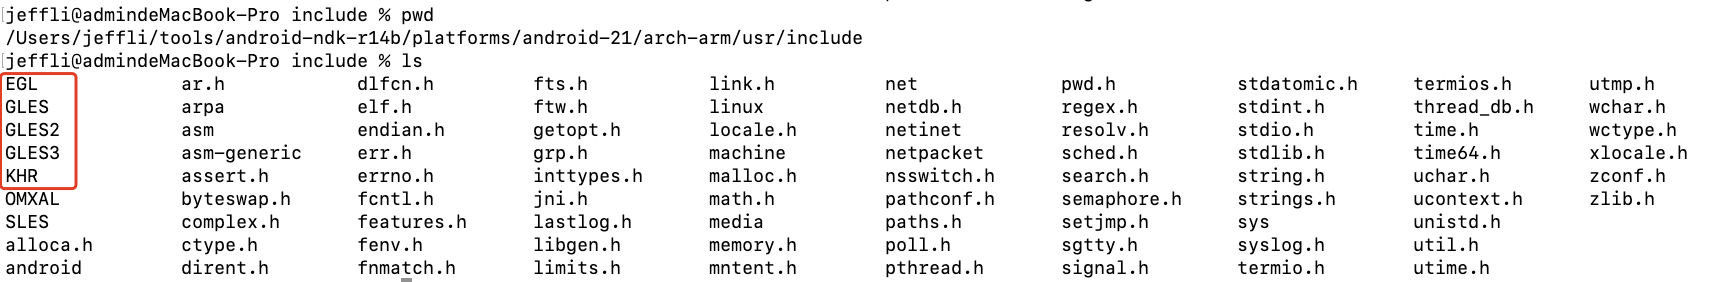 jeffli@admindeMacBook-Pro include % pwd
/Users/jeffli/tools/android-ndk-r14b/platforms/android-21/arch-arm/usr/include
jeffli@admindeMacBook-Pro include % ls
EGL ar.h dlfcn.h fts.h link.h net pwd.h stdatomic.h termios.h utmp.h
GLES arpa elf.h ftw.h linux netdb.h regex.h stdint.h thread_db.h wchar.h
GLES2 asm endian.h getopt.h locale.h netinet resolv.h stdio.h time.h wctype.h
GLES3 asm-generic err.h grp.h machine netpacket sched.h stdlib.h time64.h xlocale.h
KHR assert.h errno.h inttypes.h malloc.h nsswitch.h search.h string.h uchar.h zconf.h
OMXAL byteswap.h fcntl.h jni.h math.h pathconf.h semaphore.h strings.h ucontext.h zlib.h
SLES complex.h features.h lastlog.h media paths.h setjmp.h sys unistd.h
alloca.h ctype.h fenv.h libgen.h memory.h poll.h sgtty.h syslog.h util.h
android dirent.h fnmatch.h limits.h mntent.h pthread.h signal.h termio.h utime.h